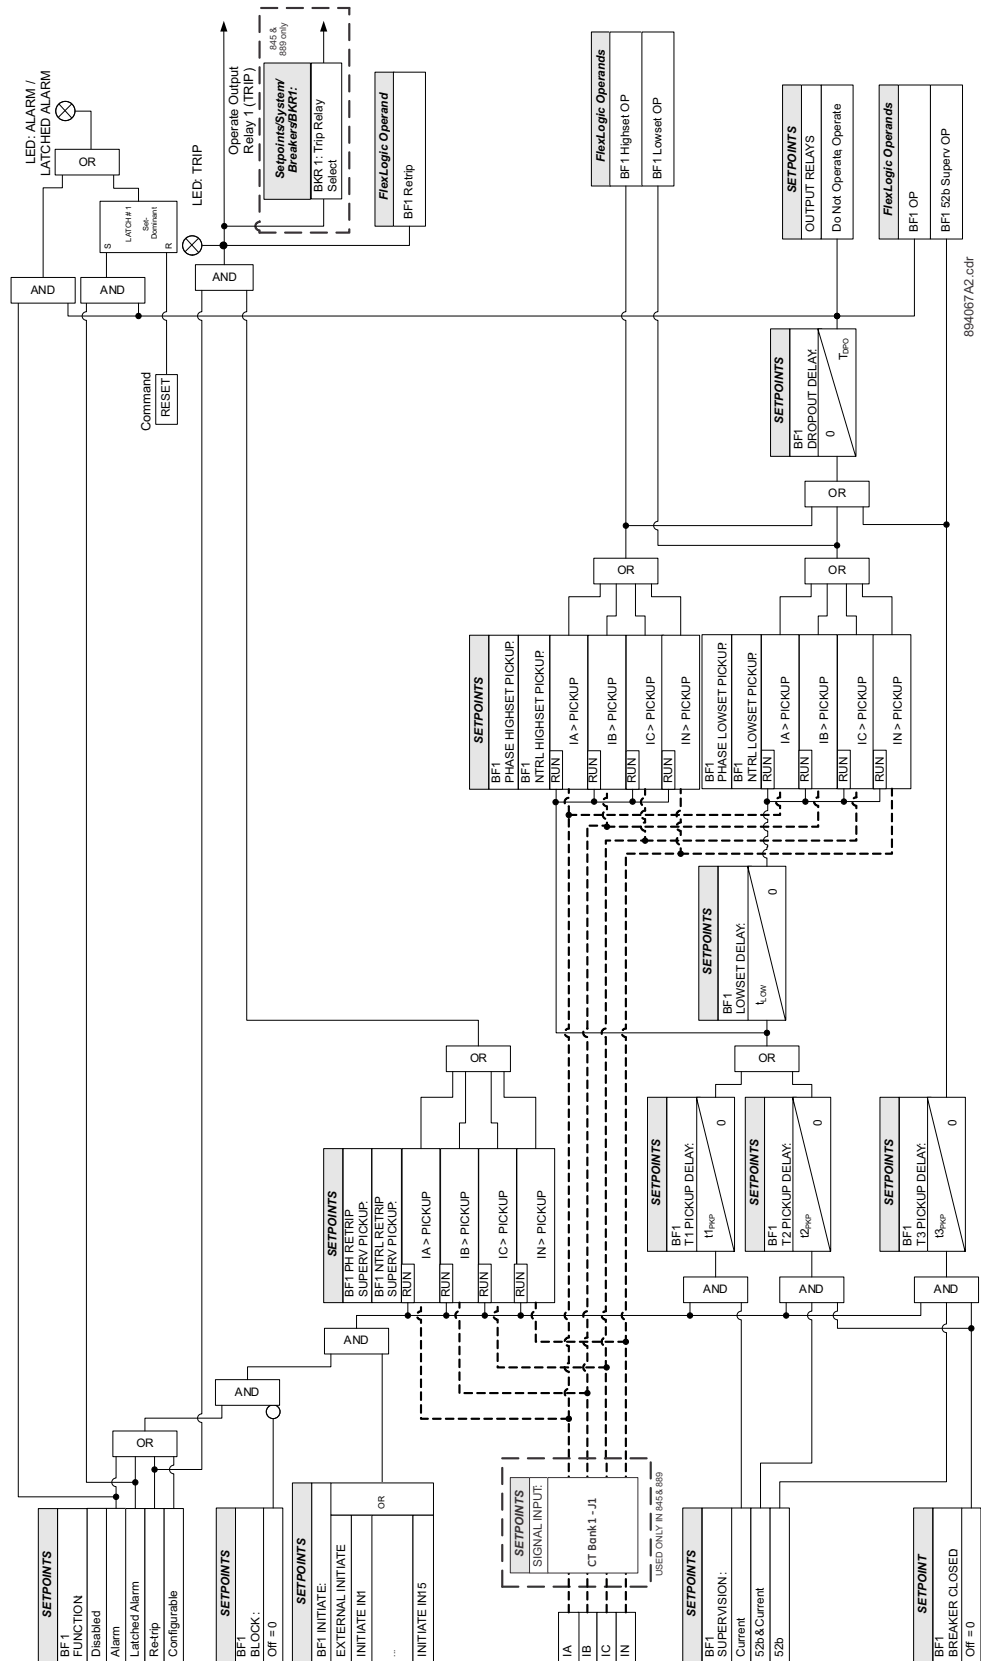 LED: ALARM /
LATCHED ALARM
OR
AND
AND
S
LATCH# 1
Set-
Dominant
R
Command
RESET
LED: TRIP
AND
Operate Output
Relay 1 (TRIP)
845 &
889 only
Setpoints/System/
Breakers/BKR1:
BKR 1: Trip Relay
Select
FlexLogic Operand
BF1 Retrip
FlexLogic Operands
BF1 Highset OP
BF1 Lowset OP
SETPOINTS
OUTPUT RELAYS
Do Not Operate, Operate
FlexLogic Operands
BF1 OP
BF1 52b Superv OP
894067A2.cdr
SETPOINTS
BF1
DROPOUT DELAY:
0
TDPO
OR
OR
OR
SETPOINTS
BF1
PHASE HIGHSET PICKUP:
BF1
NTRL HIGHSET PICKUP:
RUN
IA > PICKUP
RUN
IB > PICKUP
RUN
IC > PICKUP
RUN
IN > PICKUP
BF1
PHASE LOWSET PICKUP:
BF1
NTRL LOWSET PICKUP:
RUN
IA > PICKUP
RUN
IB > PICKUP
RUN
IC > PICKUP
RUN
IN > PICKUP
SETPOINTS
BF1
LOWSET DELAY:
tLOW
0
OR
OR
SETPOINTS
BF1 PH RETRIP
SUPERV PICKUP:
BF1 NTRL RETRIP
SUPERV PICKUP:
RUN
IA > PICKUP
RUN
IB > PICKUP
RUN
IC > PICKUP
RUN
IN > PICKUP
SETPOINTS
BF1
T1 PICKUP DELAY:
t1PKP
0
SETPOINTS
BF1
T2 PICKUP DELAY:
t2PKP
0
SETPOINTS
BF1
T3 PICKUP DELAY:
t3PKP
0
AND
AND
AND
AND
AND
OR
SETPOINTS
BF1
FUNCTION
Disabled
Alarm
Latched Alarm
Re-trip
Configurable
SETPOINTS
BF1
BLOCK :
Off = 0
SETPOINTS
BF1 INITIATE:
EXTERNAL INITIATE
INITIATE IN1
...
INITIATE IN15
OR
SETPOINTS
SIGNAL INPUT:
CT Bank 1 - J1
USED ONLY IN 845 & 889
IA
IB
IC
IN
SETPOINTS
BF1
SUPERVISION :
Current
52b & Current
52b
SETPOINT
BF1
BREAKER CLOSED
Off = 0